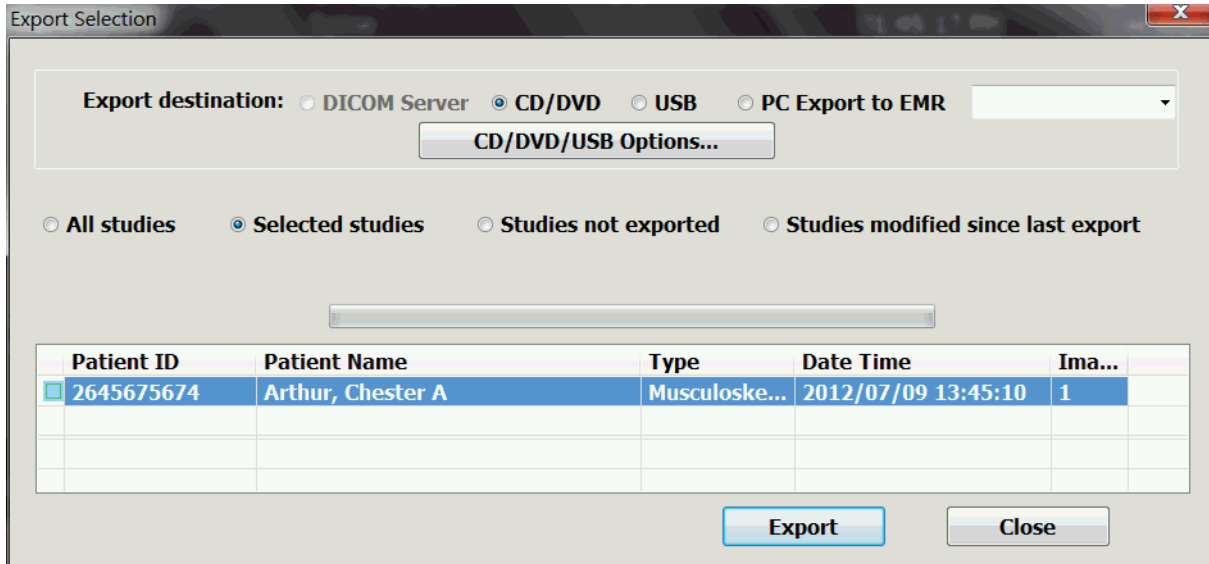 Export Selection
Export destination: DICOM Server CD/DVD USB PC Export to EMR
CD/DVD/USB Options...
All studies Selected studies Studies not exported Studies modified since last export
Patient ID Patient Name Type Date Time Ima...
2645675674 Arthur, Chester A Musculoske... 2012/07/09 13:45:10 1
Export Close